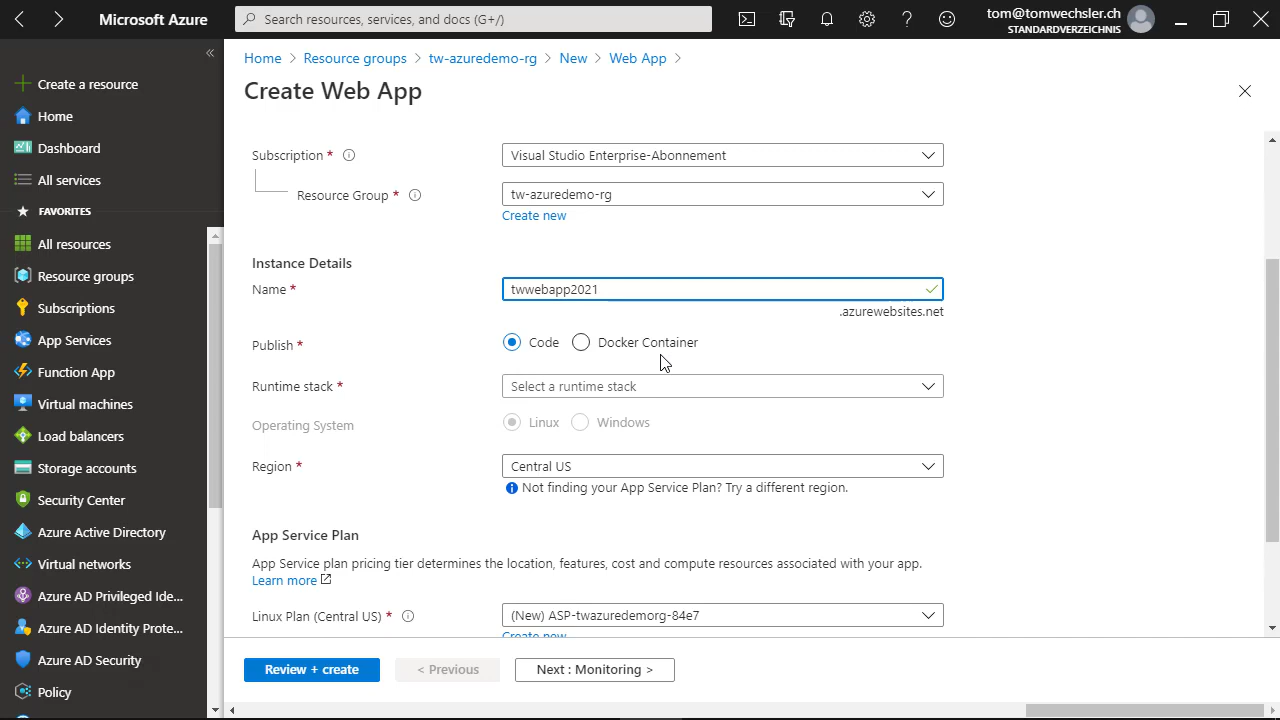 Microsoft Azure
Search resources, services, and docs (G+/)
tom@tomwechsler.ch
STANDARDVERZEICHNIS
Create a resource
Home
Dashboard
All services
FAVORITES
All resources
Resource groups
Subscriptions
App Services
Function App
Virtual machines
Load balancers
Storage accounts
Security Center
Azure Active Directory
Virtual networks
Azure AD Privileged Ide...
Azure AD Identity Prote...
Azure AD Security
Policy
Home > Resource groups > tw-azuredemo-rg > New > Web App >
Create Web App
Subscription * Visual Studio Enterprise-Abonnement
Resource Group * tw-azuredemo-rg
Create new
Instance Details
Name * twwebapp2021
.azurewebsites.net
Publish * Code Docker Container
Runtime stack * Select a runtime stack
Operating System Linux Windows
Region * Central US
Not finding your App Service Plan? Try a different region.
App Service Plan
App Service plan pricing tier determines the location, features, cost and compute resources associated with your app.
Learn more
Linux Plan (Central US) * (New) ASP-twazuredemorg-84e7
Create new
Review + create < Previous Next : Monitoring >